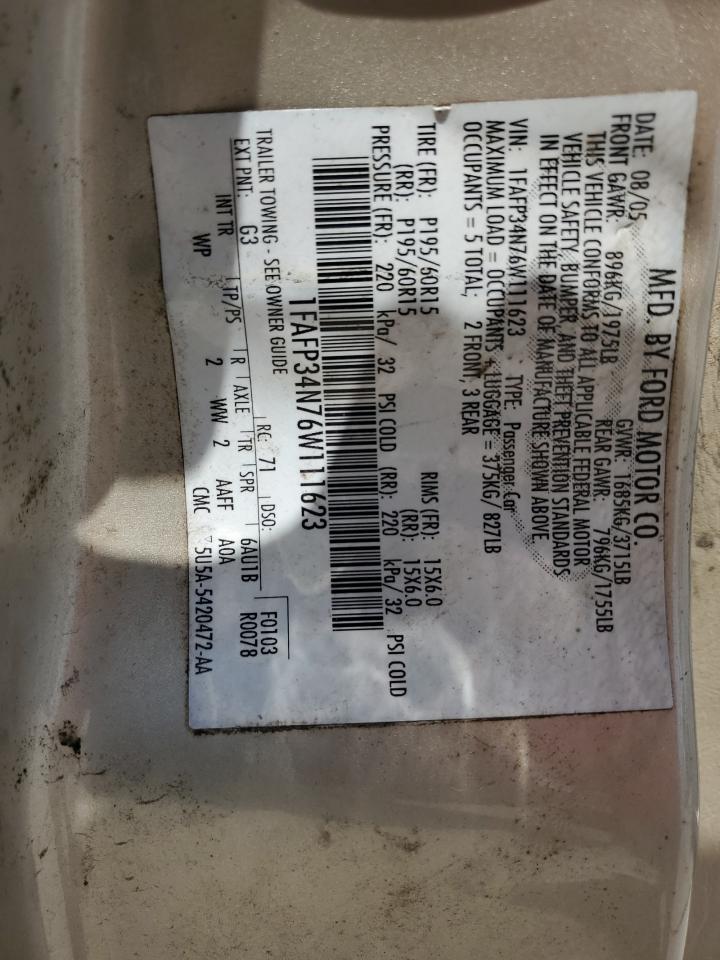 MFD. BY FORD MOTOR CO.
DATE: 08/05 GVWR: 1685KG/3715LB
FRONT GAWR: 896KG/1975LB REAR GAWR: 796KG/1755LB
THIS VEHICLE CONFORMS TO ALL APPLICABLE FEDERAL MOTOR
VEHICLE SAFETY, BUMPER, AND THEFT PREVENTION STANDARDS
IN EFFECT ON THE DATE OF MANUFACTURE SHOWN ABOVE.
VIN: 1FAFP34N76W111623 TYPE: Passenger Car
MAXIMUM LOAD = OCCUPANTS + LUGGAGE = 375KG/827LB
OCCUPANTS = 5 TOTAL; 2 FRONT, 3 REAR
TIRE (FR): P195/60R15 RIMS (FR): 15X6.0
(RR): P195/60R15 (RR): 15X6.0
PRESSURE (FR): 220 kPa/ 32 PSI COLD (RR): 220 kPa/ 32 PSI COLD
1FAFP34N76W111623
TRAILER TOWING - SEE OWNER GUIDE
F0103
EXT PNT: G3 RC: 71 DSO: R0078
INT TR TP/PS R AXLE TR SPR 6AU1B
WP 2 WW 2 AAFF A0A
CMC ▽5U5A-5420472-AA